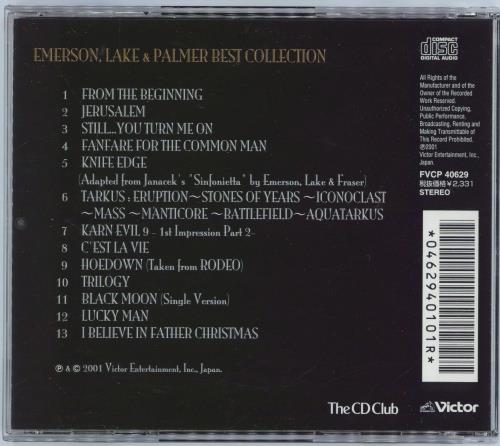 EMERSON, LAKE & PALMER BEST COLLECTION
1 FROM THE BEGINNING
2 JERUSALEM
3 STILL...YOU TURN ME ON
4 FANFARE FOR THE COMMON MAN
5 KNIFE EDGE
(Adapted from Janacek's "Sinfonietta" by Emerson, Lake & Fraser)
6 TARKUS : ERUPTION~STONES OF YEARS~ICONOCLAST
~MASS~MANTICORE~BATTLEFIELD~AQUATARKUS
7 KARN EVIL 9 - 1st Impression Part 2-
8 C'EST LA VIE
9 HOEDOWN (Taken from RODEO)
10 TRILOGY
11 BLACK MOON (Single Version)
12 LUCKY MAN
13 I BELIEVE IN FATHER CHRISTMAS
℗ & © 2001 Victor Entertainment, Inc., Japan.
The CD Club
Victor
COMPACT
disc
DIGITAL AUDIO
All Rights of the
Manufacturer and of the
Owner of the Recorded
Work Reserved.
Unauthorized Copying,
Public Performance,
Broadcasting, Renting and
Making Transmittable of
This Record Prohibited.
℗2001
Victor Entertainment, Inc.,
Japan
FVCP 40629
税抜価格¥2,331
STEREO
*0462940101R*